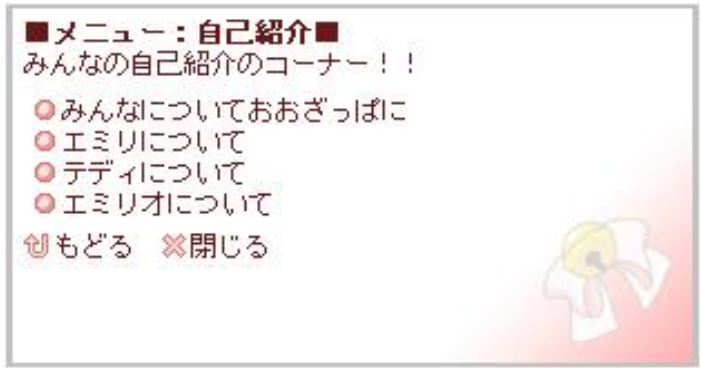 ■メニュー：自己紹介■
みんなの自己紹介のコーナー！！
みんなについておおざっぱに
エミリについて
テディについて
エミリオについて
もどる　閉じる